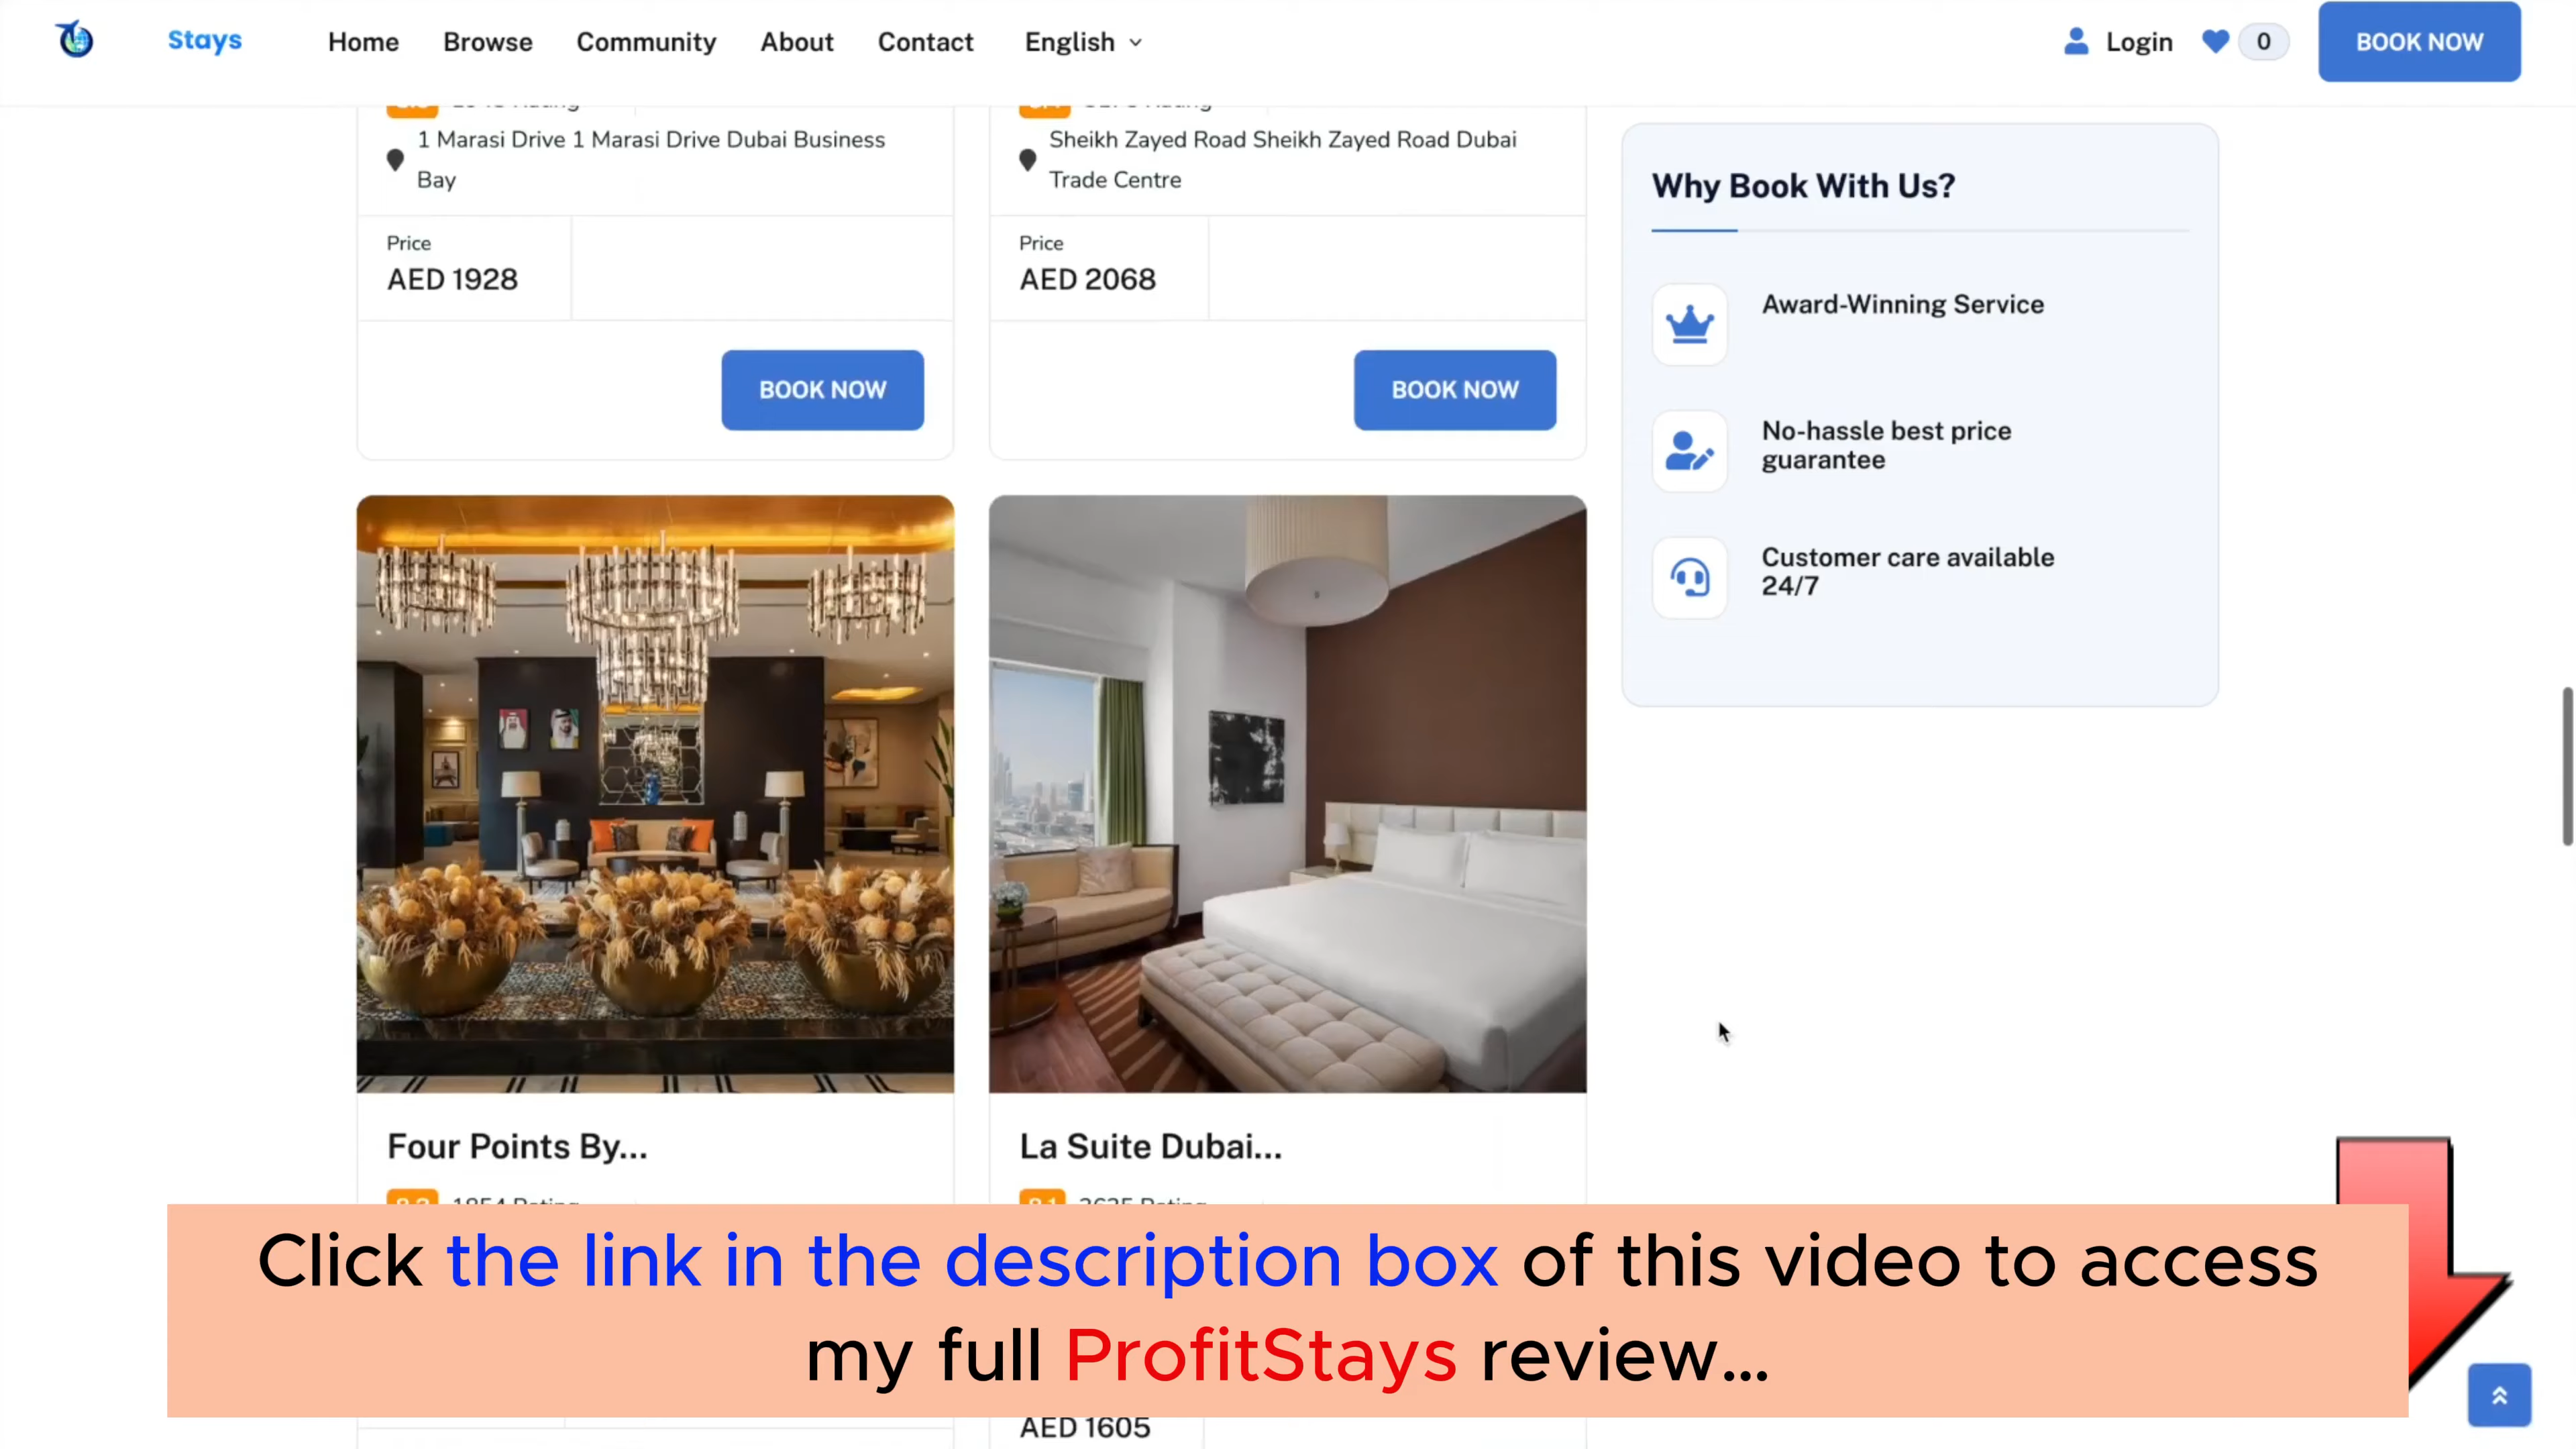 Stays
Home
Browse
Community
About
Contact
English
Login
0
BOOK NOW
1 Marasi Drive 1 Marasi Drive Dubai Business
Bay
Price
AED 1928
BOOK NOW
Sheikh Zayed Road Sheikh Zayed Road Dubai
Trade Centre
Price
AED 2068
BOOK NOW
Why Book With Us?
Award-Winning Service
No-hassle best price
guarantee
Customer care available
24/7
Four Points By...
La Suite Dubai...
Click the link in the description box of this video to access
my full ProfitStays review...
AED 1605